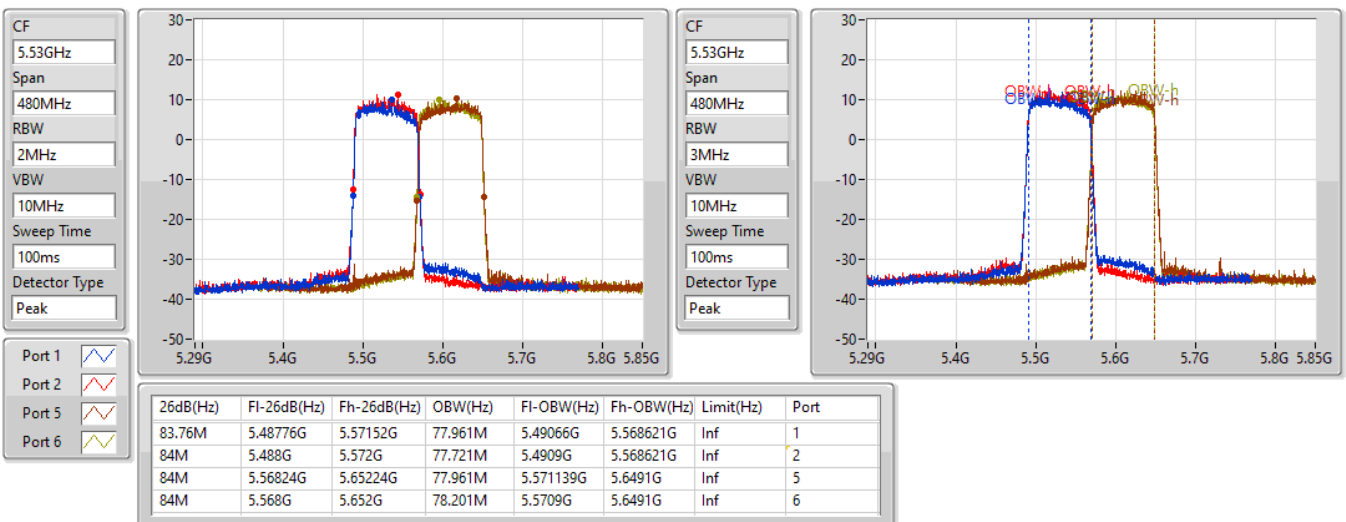 CF
5.53GHz
Span
480MHz
RBW
2MHz
VBW
10MHz
Sweep Time
100ms
Detector Type
Peak
30
20
10
0
-10
-20
-30
-40
-50
5.29G 5.4G 5.5G 5.6G 5.7G 5.8G 5.85G
CF
5.53GHz
Span
480MHz
RBW
3MHz
VBW
10MHz
Sweep Time
100ms
Detector Type
Peak
30
20
10
0
-10
-20
-30
-40
-50
OBW-h
5.29G 5.4G 5.5G 5.6G 5.7G 5.8G 5.85G
Port 1
Port 2
Port 5
Port 6
26dB(Hz) Fl-26dB(Hz) Fh-26dB(Hz) OBW(Hz) Fl-OBW(Hz) Fh-OBW(Hz) Limit(Hz) Port
83.76M 5.48776G 5.57152G 77.961M 5.49066G 5.568621G Inf 1
84M 5.488G 5.572G 77.721M 5.4909G 5.568621G Inf 2
84M 5.56824G 5.65224G 77.961M 5.571139G 5.6491G Inf 5
84M 5.568G 5.652G 78.201M 5.5709G 5.6491G Inf 6